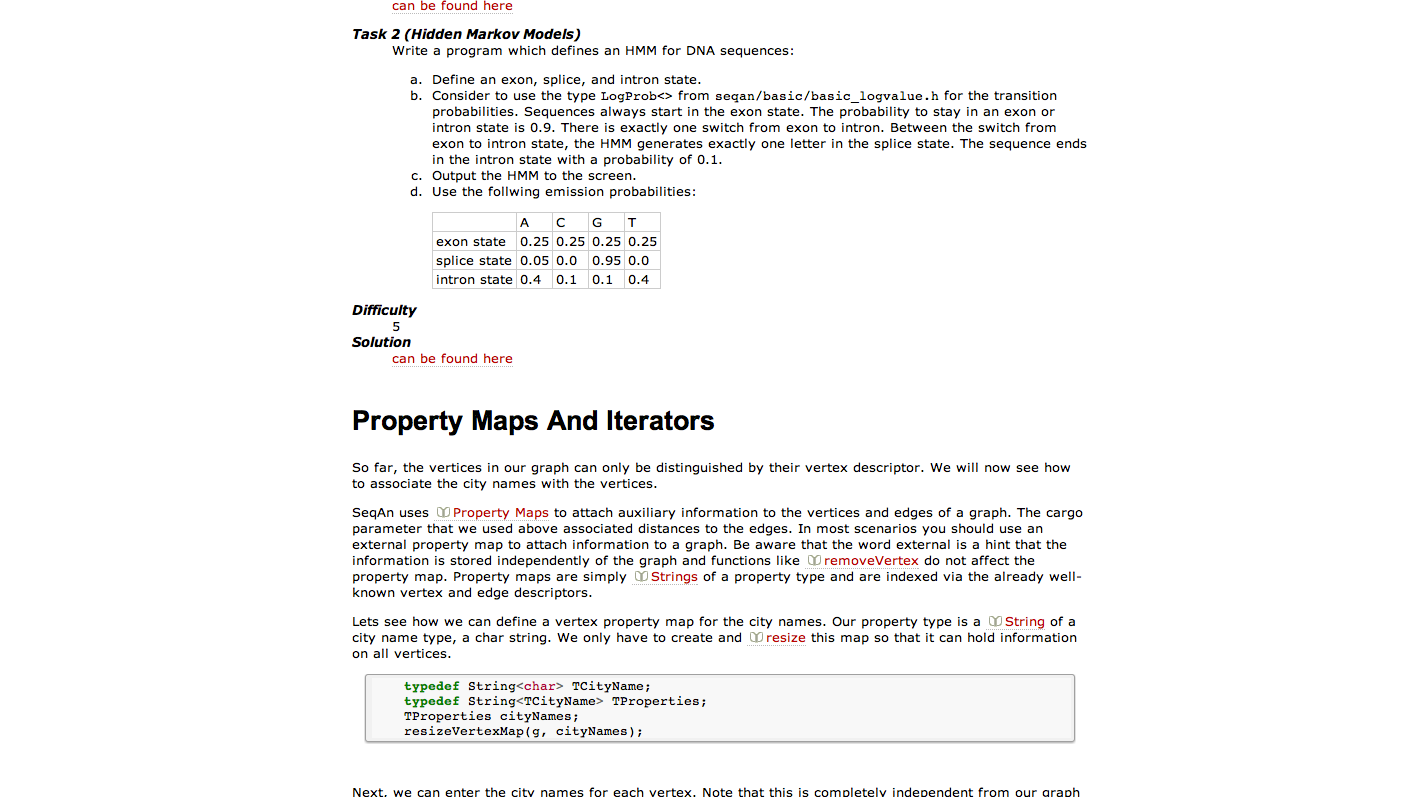 can be found here
Task 2 (Hidden Markov Models)
Write a program which defines an HMM for DNA sequences:
a. Define an exon, splice, and intron state.
b. Consider to use the type LogProb<> from seqan/basic/basic_logvalue.h for the transition
probabilities. Sequences always start in the exon state. The probability to stay in an exon or
intron state is 0.9. There is exactly one switch from exon to intron. Between the switch from
exon to intron state, the HMM generates exactly one letter in the splice state. The sequence ends
in the intron state with a probability of 0.1.
c. Output the HMM to the screen.
d. Use the follwing emission probabilities:
A C G T
exon state 0.25 0.25 0.25 0.25
splice state 0.05 0.0 0.95 0.0
intron state 0.4 0.1 0.1 0.4
Difficulty
5
Solution
can be found here
Property Maps And Iterators
So far, the vertices in our graph can only be distinguished by their vertex descriptor. We will now see how
to associate the city names with the vertices.
SeqAn uses Property Maps to attach auxiliary information to the vertices and edges of a graph. The cargo
parameter that we used above associated distances to the edges. In most scenarios you should use an
external property map to attach information to a graph. Be aware that the word external is a hint that the
information is stored independently of the graph and functions like removeVertex do not affect the
property map. Property maps are simply Strings of a property type and are indexed via the already well-
known vertex and edge descriptors.
Lets see how we can define a vertex property map for the city names. Our property type is a String of a
city name type, a char string. We only have to create and resize this map so that it can hold information
on all vertices.
typedef String<char> TCityName;
typedef String<TCityName> TProperties;
TProperties cityNames;
resizeVertexMap(g, cityNames);
Next, we can enter the city names for each vertex. Note that this is completely independent from our graph